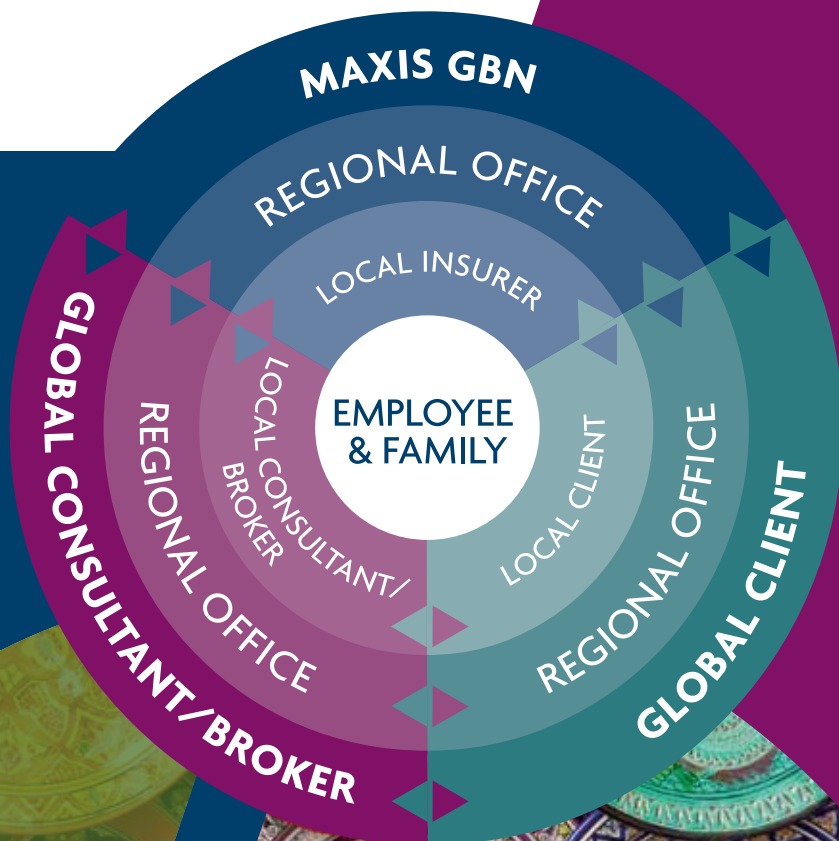 MAXIS GBN
REGIONAL OFFICE
LOCAL INSURER
EMPLOYEE
& FAMILY
GLOBAL CONSULTANT/BROKER
REGIONAL OFFICE
LOCAL CONSULTANT/
BROKER
LOCAL CLIENT
REGIONAL OFFICE
GLOBAL CLIENT